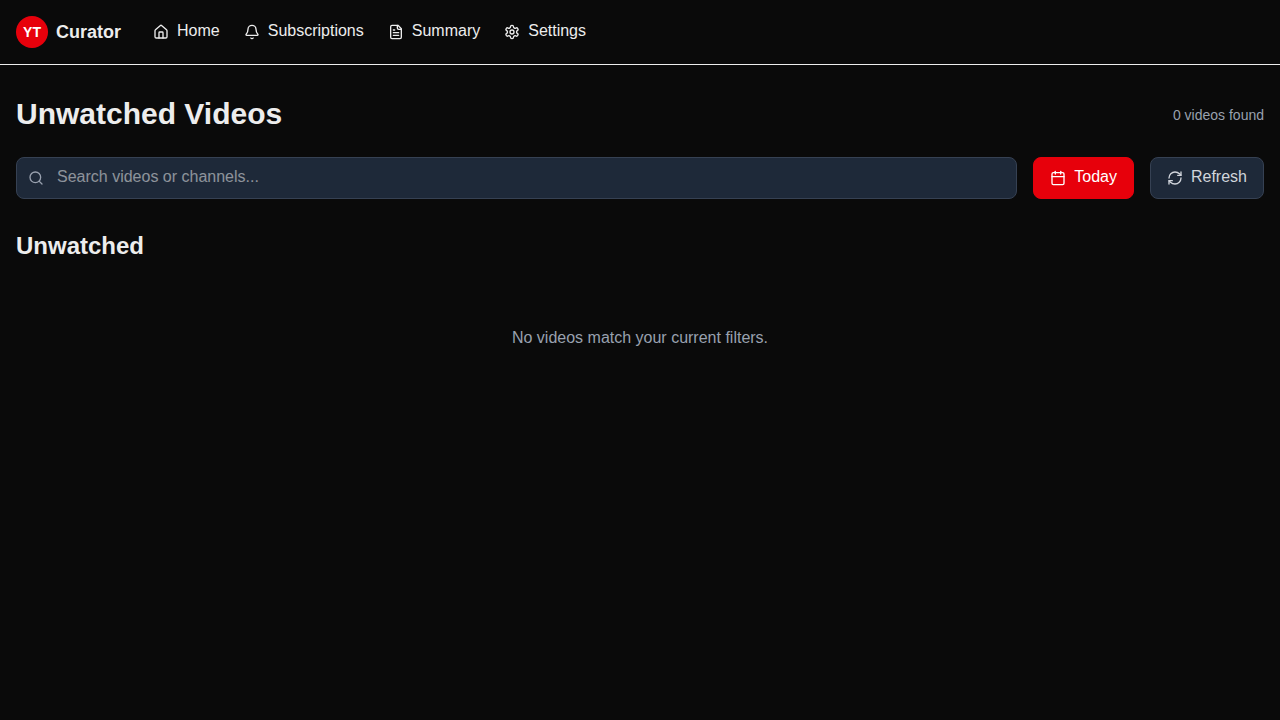 YT Curator Home Subscriptions Summary Settings
Unwatched Videos 0 videos found
Search videos or channels... Today Refresh
Unwatched
No videos match your current filters.